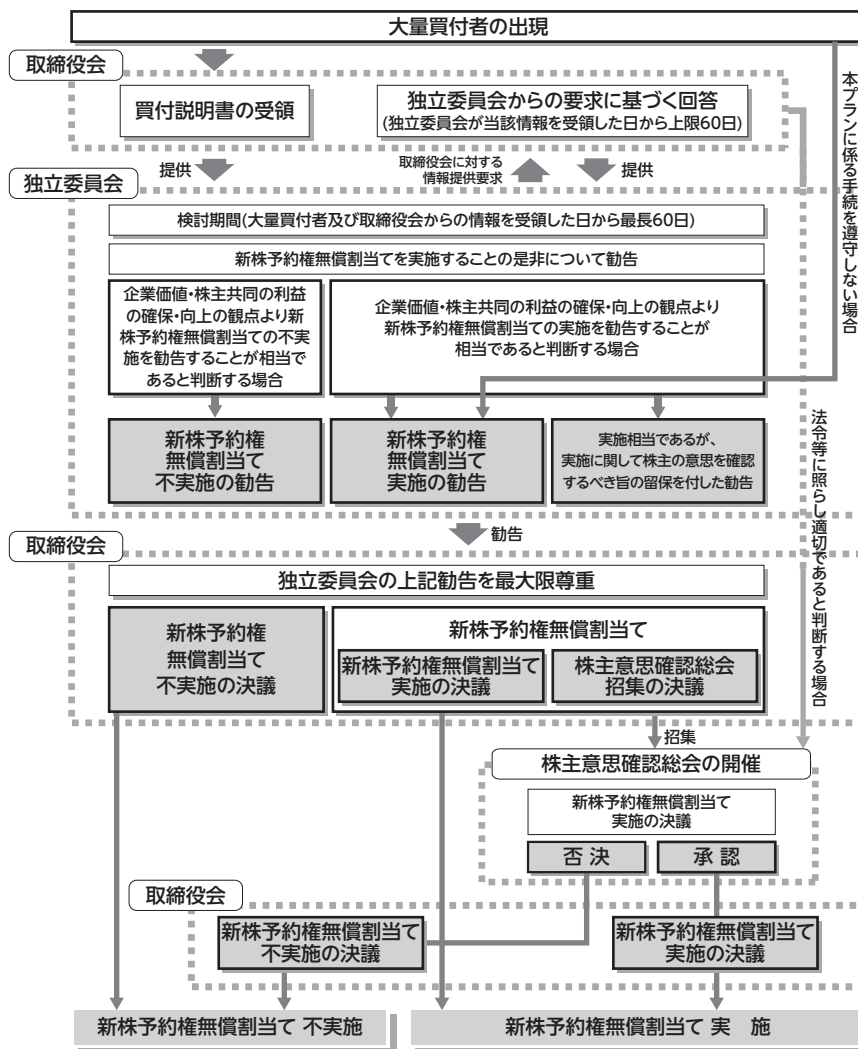 大量買付者の出現
取締役会
買付説明書の受領
独立委員会からの要求に基づく回答
(独立委員会が当該情報を受領した日から上限60日)
本プランに係る手続を遵守しない場合
提供
取締役会に対する
情報提供要求
提供
独立委員会
検討期間(大量買付者及び取締役会からの情報を受領した日から最長60日)
新株予約権無償割当てを実施することの是非について勧告
企業価値・株主共同の利益
の確保・向上の観点より新
株予約権無償割当ての不実
施を勧告することが相当で
あると判断する場合
企業価値・株主共同の利益の確保・向上の観点より
新株予約権無償割当ての実施を勧告することが
相当であると判断する場合
新株予約権
無償割当て
不実施の勧告
新株予約権
無償割当て
実施の勧告
実施相当であるが、
実施に関して株主の意思を確認
するべき旨の留保を付した勧告
法令等に照らし適切であると判断する場合
勧告
取締役会
独立委員会の上記勧告を最大限尊重
新株予約権
無償割当て
不実施の決議
新株予約権無償割当て
新株予約権無償割当て
実施の決議
株主意思確認総会
招集の決議
招集
株主意思確認総会の開催
新株予約権無償割当て
実施の決議
否 決
承 認
取締役会
新株予約権無償割当て
不実施の決議
新株予約権無償割当て
実施の決議
新株予約権無償割当て 不実施
新株予約権無償割当て 実　施